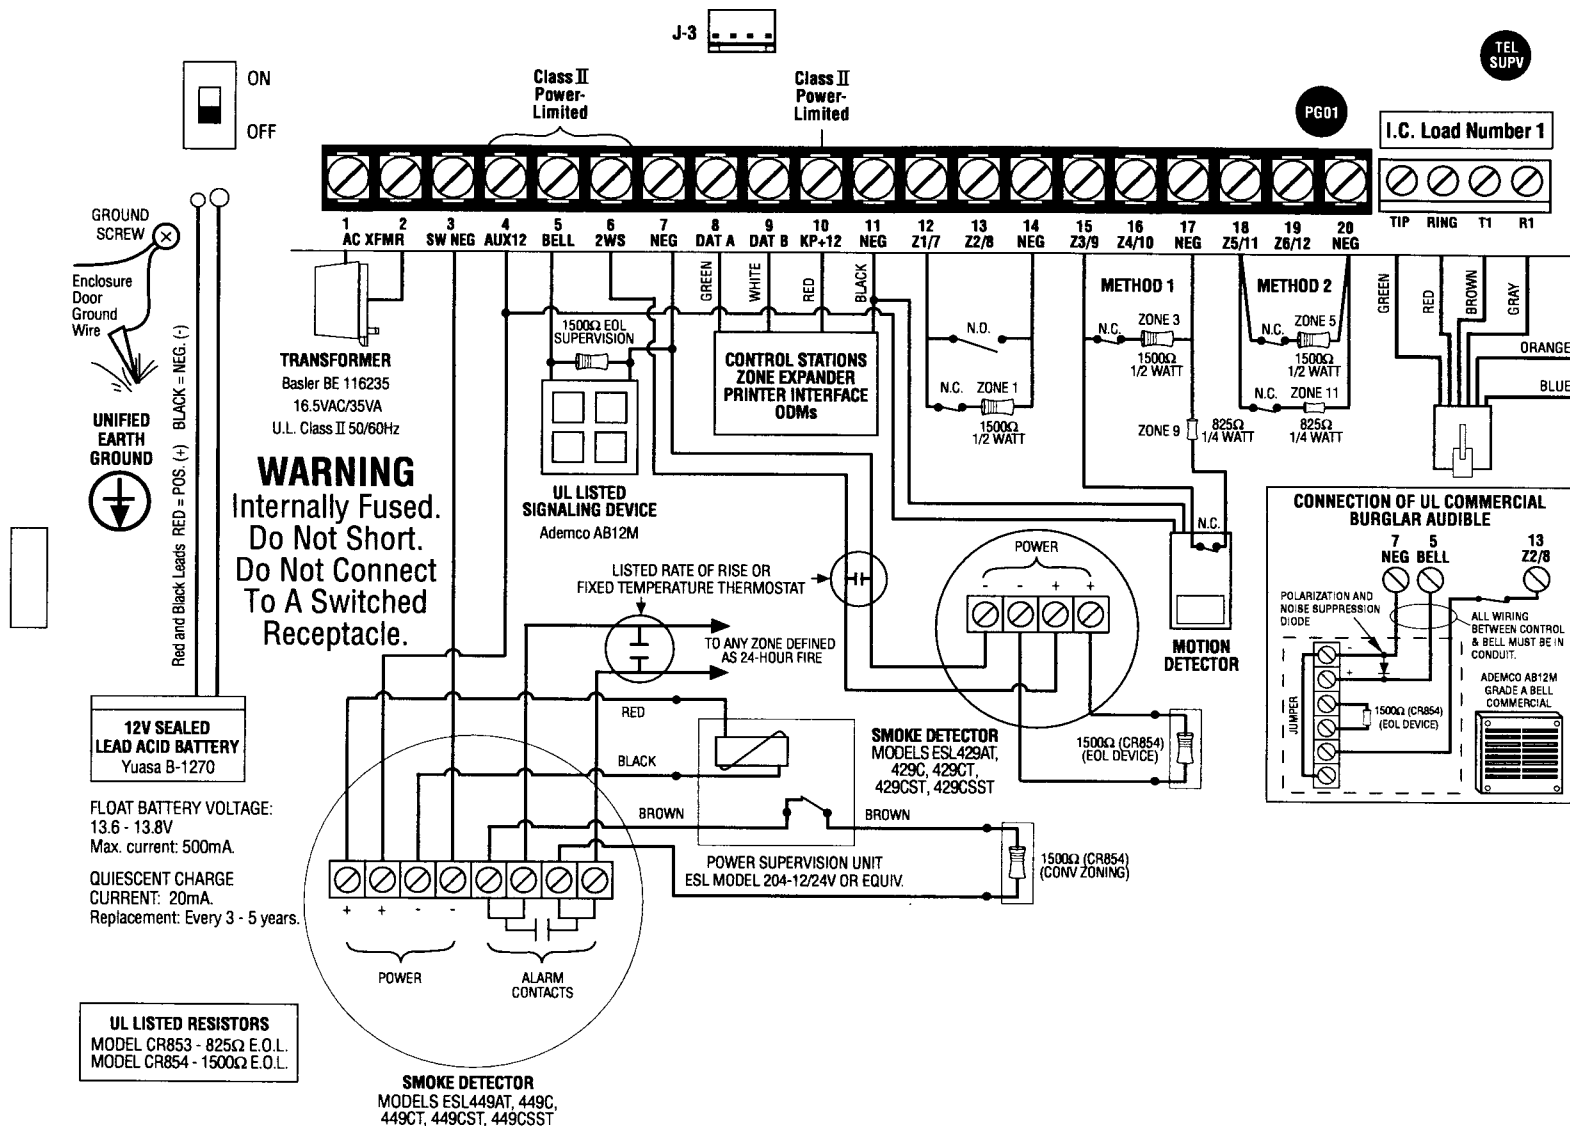 J-3
TEL
SUPV
PG01
ON
OFF
Class II
Power-
Limited
Class II
Power-
Limited
I.C. Load Number 1
1 2 3 4 5 6 7 8 9 10 11 12 13 14 15 16 17 18 19 20
AC XFMR SW NEG AUX12 BELL 2WS NEG DAT A DAT B KP+12 NEG Z1/7 Z2/8 NEG Z3/9 Z4/10 NEG Z5/11 Z6/12 NEG
TIP RING T1 R1
GROUND
SCREW
Enclosure
Door
Ground
Wire
UNIFIED
EARTH
GROUND
Red and Black Leads RED = POS. (+) BLACK = NEG. (-)
TRANSFORMER
Basler BE 116235
16.5VAC/35VA
U.L. Class II 50/60Hz
WARNING
Internally Fused.
Do Not Short.
Do Not Connect
To A Switched
Receptacle.
1500Ω EOL
SUPERVISION
UL LISTED
SIGNALING DEVICE
Ademco AB12M
GREEN
WHITE
RED
BLACK
CONTROL STATIONS
ZONE EXPANDER
PRINTER INTERFACE
ODMs
N.O.
N.C. ZONE 1
1500Ω
1/2 WATT
METHOD 1
N.C.
ZONE 3
1500Ω
1/2 WATT
ZONE 9
825Ω
1/4 WATT
METHOD 2
N.C.
ZONE 5
1500Ω
1/2 WATT
N.C. ZONE 11
825Ω
1/4 WATT
GREEN
RED
BROWN
GRAY
ORANGE
BLUE
N.C.
MOTION
DETECTOR
LISTED RATE OF RISE OR
FIXED TEMPERATURE THERMOSTAT
TO ANY ZONE DEFINED
AS 24-HOUR FIRE
POWER
- - + +
SMOKE DETECTOR
MODELS ESL429AT,
429C, 429CT,
429CST, 429CSST
1500Ω (CR854)
(EOL DEVICE)
CONNECTION OF UL COMMERCIAL
BURGLAR AUDIBLE
7 5 13
NEG BELL Z2/8
POLARIZATION AND
NOISE SUPPRESSION
DIODE
ALL WIRING
BETWEEN CONTROL
& BELL MUST BE IN
CONDUIT.
-
+
JUMPER
1500Ω (CR854)
(EOL DEVICE)
ADEMCO AB12M
GRADE A BELL
COMMERCIAL
12V SEALED
LEAD ACID BATTERY
Yuasa B-1270
FLOAT BATTERY VOLTAGE:
13.6 - 13.8V
Max. current: 500mA.
QUIESCENT CHARGE
CURRENT: 20mA.
Replacement: Every 3 - 5 years.
RED
BLACK
BROWN
BROWN
POWER SUPERVISION UNIT
ESL MODEL 204-12/24V OR EQUIV.
1500Ω (CR854)
(CONV ZONING)
+ + - -
POWER
ALARM
CONTACTS
UL LISTED RESISTORS
MODEL CR853 - 825Ω E.O.L.
MODEL CR854 - 1500Ω E.O.L.
SMOKE DETECTOR
MODELS ESL449AT, 449C,
449CT, 449CST, 449CSST